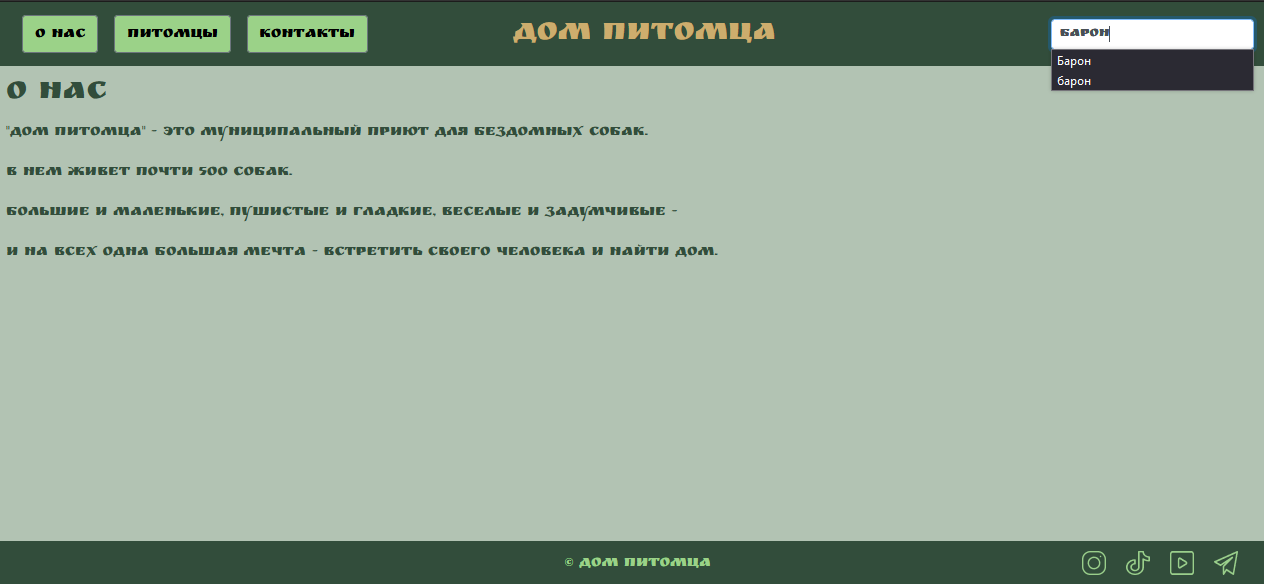 О НАС
ПИТОМЦЫ
КОНТАКТЫ
ДОМ ПИТОМЦА
БАРОН
Барон
барон
О НАС
"ДОМ ПИТОМЦА" - ЭТО МУНИЦИПАЛЬНЫЙ ПРИЮТ ДЛЯ БЕЗДОМНЫХ СОБАК.
В НЕМ ЖИВЕТ ПОЧТИ 500 СОБАК.
БОЛЬШИЕ И МАЛЕНЬКИЕ, ПУШИСТЫЕ И ГЛАДКИЕ, ВЕСЕЛЫЕ И ЗАДУМЧИВЫЕ -
И НА ВСЕХ ОДНА БОЛЬШАЯ МЕЧТА - ВСТРЕТИТЬ СВОЕГО ЧЕЛОВЕКА И НАЙТИ ДОМ.
© ДОМ ПИТОМЦА